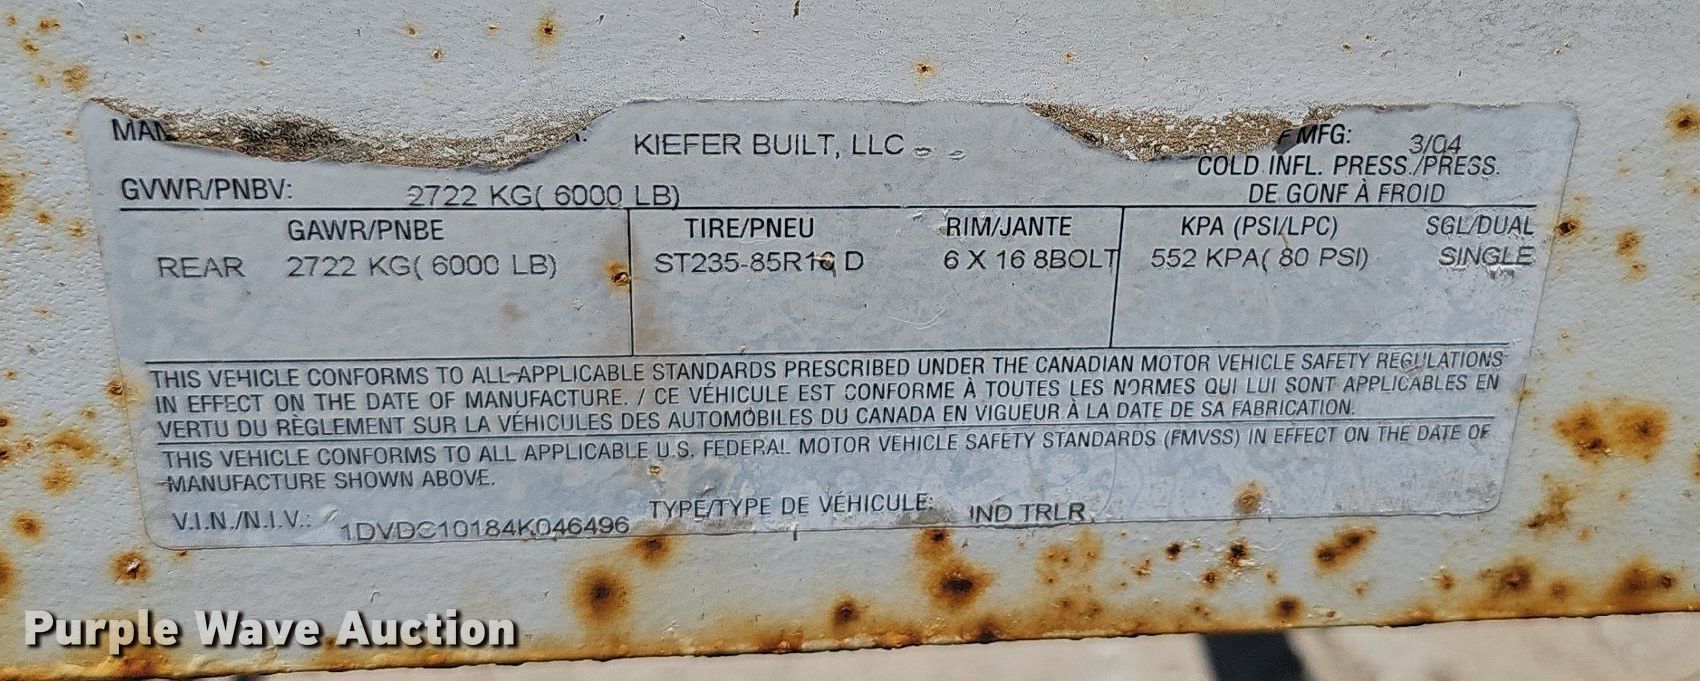 KIEFER BUILT, LLC MFG: 3/04
COLD INFL. PRESS./PRESS.
GVWR/PNBV: 2722 KG( 6000 LB) DE GONF À FROID
GAWR/PNBE TIRE/PNEU RIM/JANTE KPA (PSI/LPC) SGL/DUAL
REAR 2722 KG( 6000 LB) ST235-85R16 D 6 X 16 8BOLT 552 KPA( 80 PSI) SINGLE
THIS VEHICLE CONFORMS TO ALL APPLICABLE STANDARDS PRESCRIBED UNDER THE CANADIAN MOTOR VEHICLE SAFETY REGULATIONS
IN EFFECT ON THE DATE OF MANUFACTURE. / CE VÉHICULE EST CONFORME À TOUTES LES NORMES QUI LUI SONT APPLICABLES EN
VERTU DU RÈGLEMENT SUR LA VÉHICULES DES AUTOMOBILES DU CANADA EN VIGUEUR À LA DATE DE SA FABRICATION.
THIS VEHICLE CONFORMS TO ALL APPLICABLE U.S. FEDERAL MOTOR VEHICLE SAFETY STANDARDS (FMVSS) IN EFFECT ON THE DATE OF
MANUFACTURE SHOWN ABOVE.
V.I.N./N.I.V.: 1DVDC10184K046496 TYPE/TYPE DE VÉHICULE: IND TRLR
Purple Wave Auction